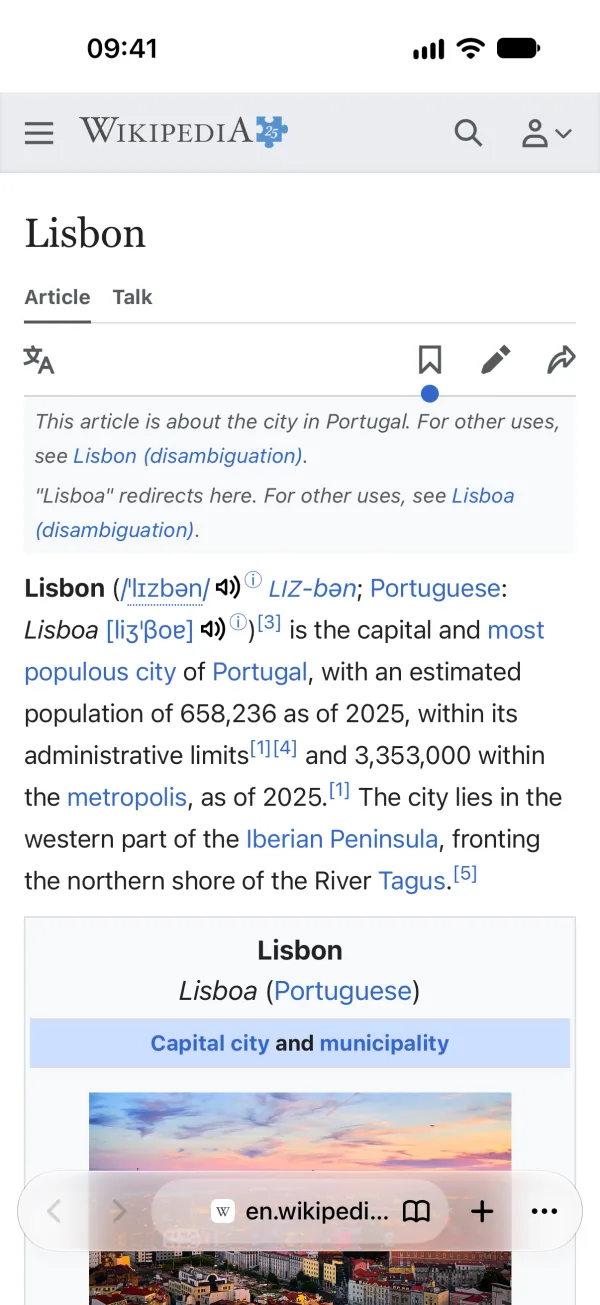 09:41
WIKIPEDIA 25
Lisbon
Article Talk
文A
This article is about the city in Portugal. For other uses,
see Lisbon (disambiguation).
"Lisboa" redirects here. For other uses, see Lisboa
(disambiguation).
Lisbon (/ˈlɪzbən/ ⓘ LIZ-bən; Portuguese:
Lisboa [liʒˈβoɐ] ⓘ)[3] is the capital and most
populous city of Portugal, with an estimated
population of 658,236 as of 2025, within its
administrative limits[1][4] and 3,353,000 within
the metropolis, as of 2025.[1] The city lies in the
western part of the Iberian Peninsula, fronting
the northern shore of the River Tagus.[5]
Lisbon
Lisboa (Portuguese)
Capital city and municipality
W en.wikipedi...